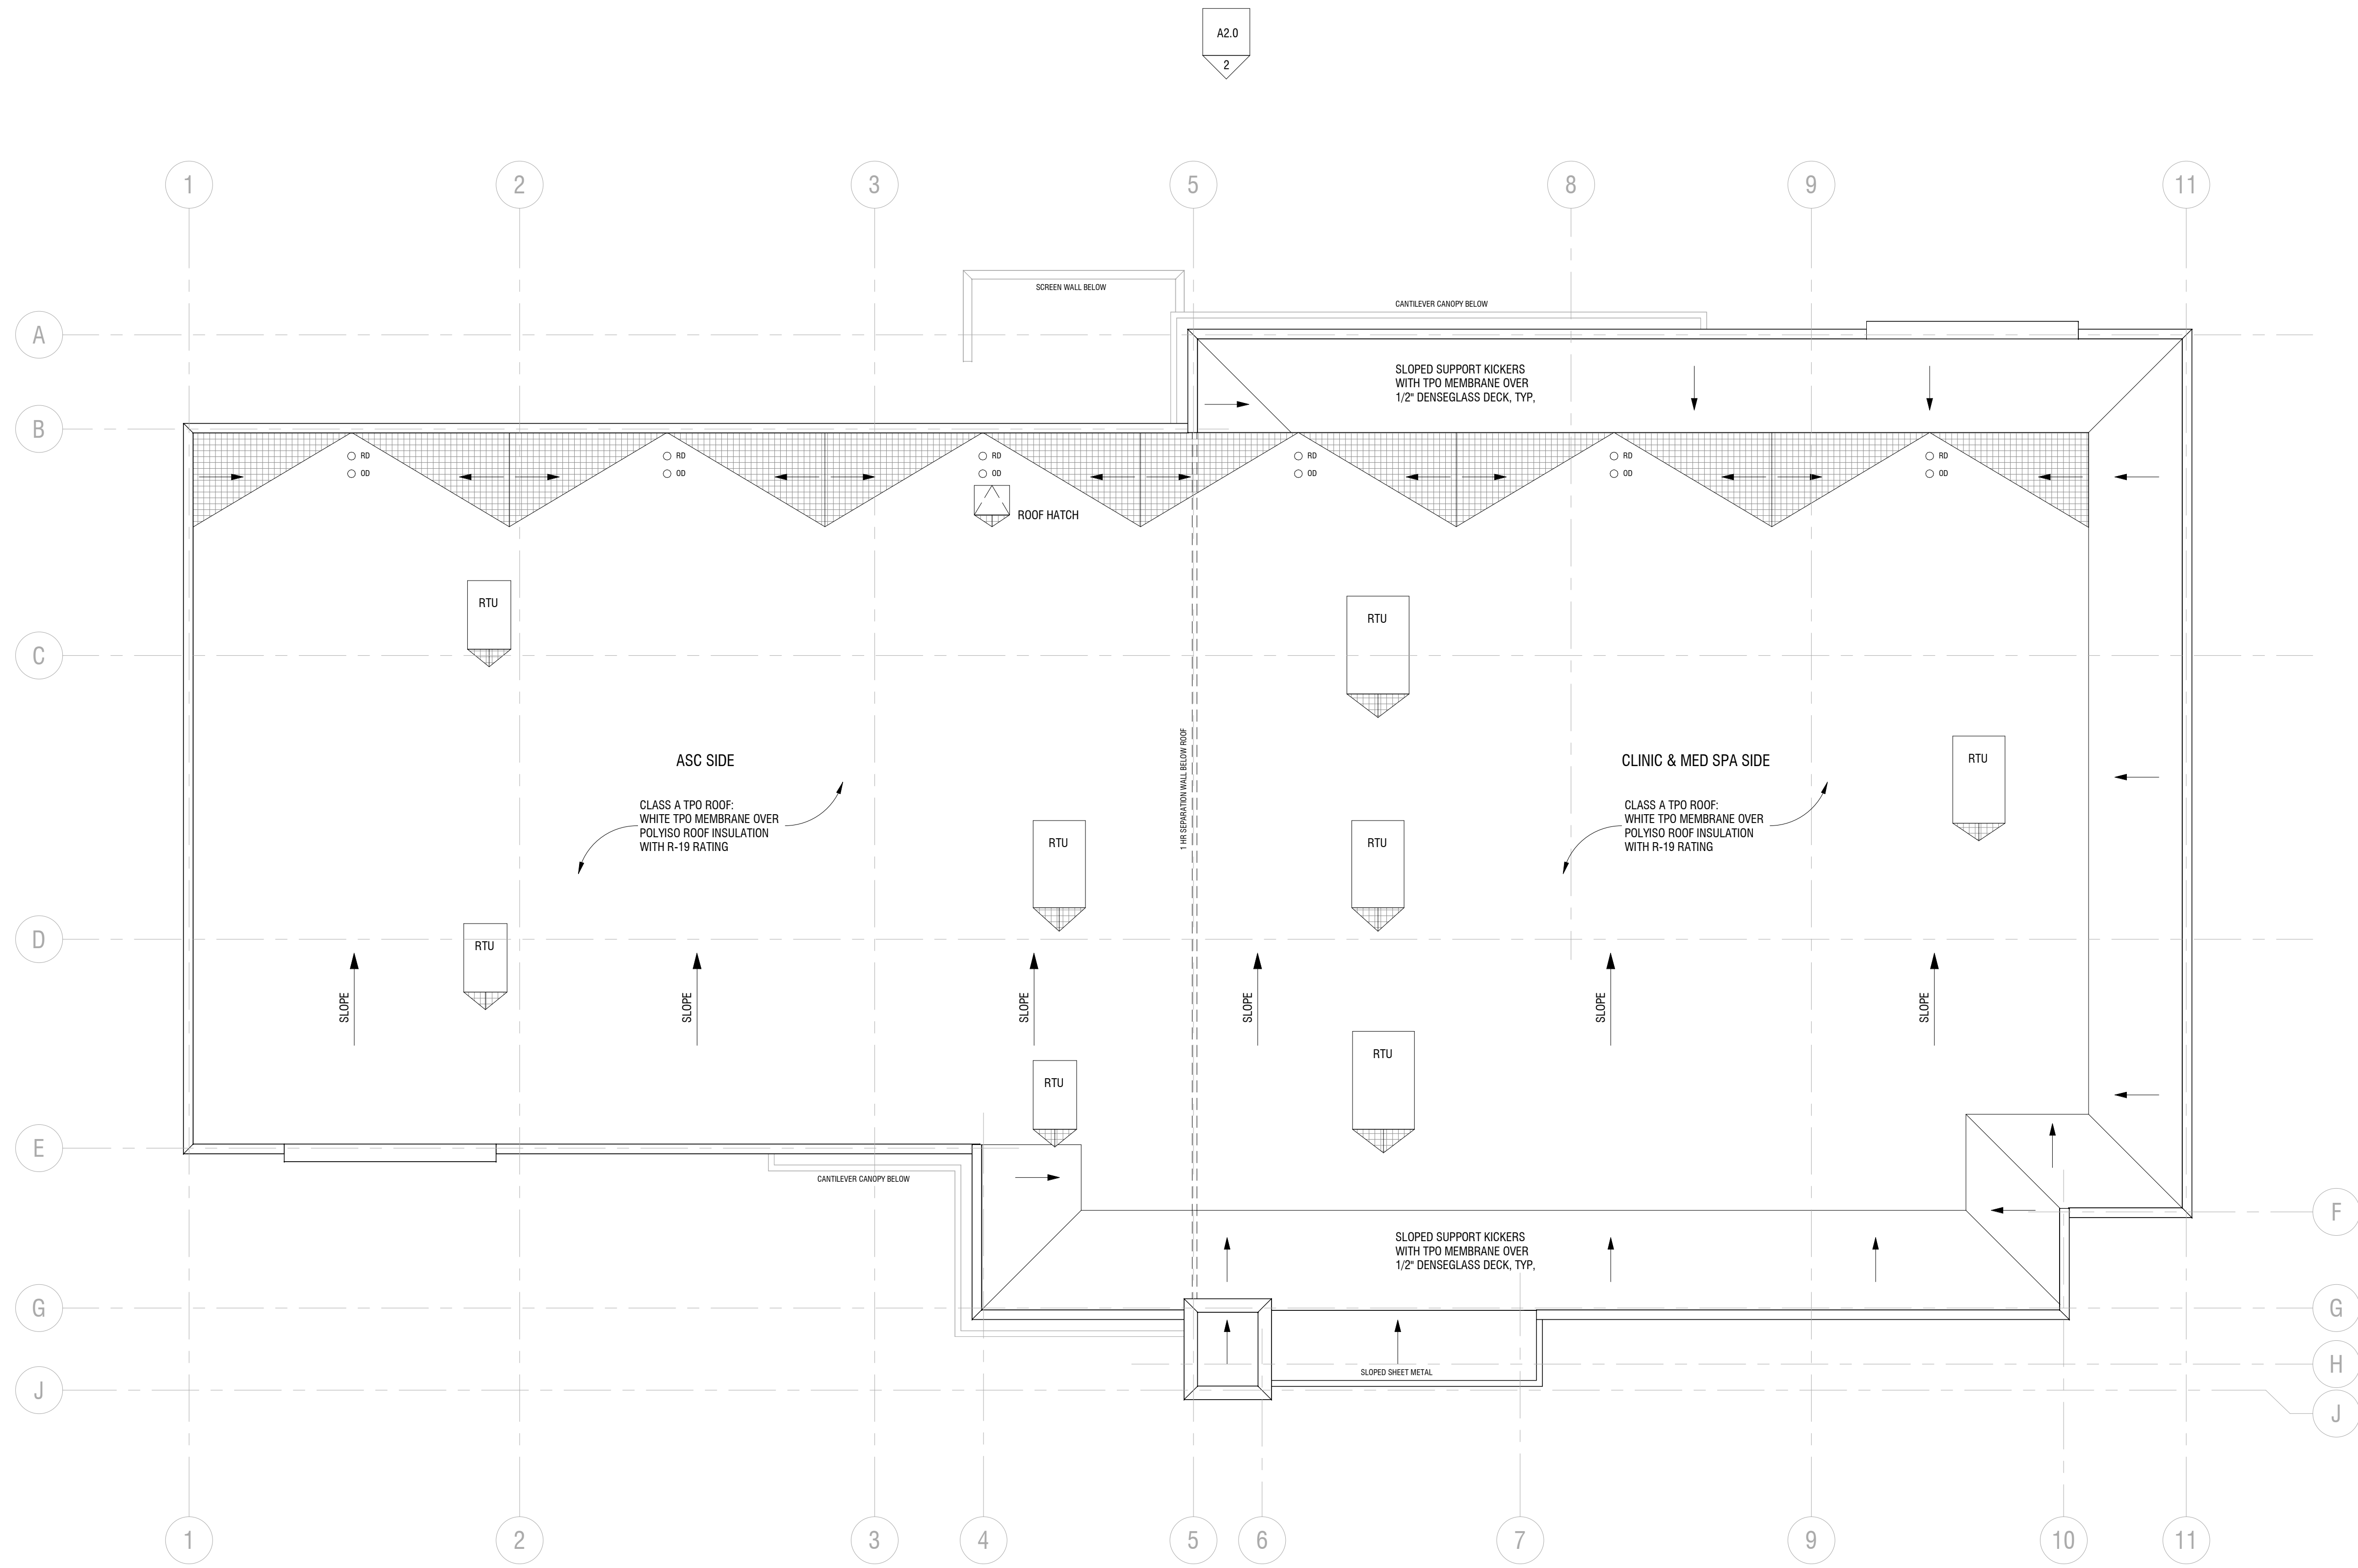 A2.0
2
1
2
3
5
8
9
11
SCREEN WALL BELOW
CANTILEVER CANOPY BELOW
A
SLOPED SUPPORT KICKERS
WITH TPO MEMBRANE OVER
1/2" DENSEGLASS DECK, TYP,
B
RD
RD
RD
RD
RD
RD
OD
OD
OD
OD
OD
OD
ROOF HATCH
RTU
RTU
C
1 HR SEPARATION WALL BELOW ROOF
RTU
ASC SIDE
CLINIC & MED SPA SIDE
CLASS A TPO ROOF:
WHITE TPO MEMBRANE OVER
POLYISO ROOF INSULATION
WITH R-19 RATING
CLASS A TPO ROOF:
WHITE TPO MEMBRANE OVER
POLYISO ROOF INSULATION
WITH R-19 RATING
RTU
RTU
D
RTU
SLOPE
SLOPE
SLOPE
SLOPE
SLOPE
SLOPE
RTU
RTU
E
CANTILEVER CANOPY BELOW
F
SLOPED SUPPORT KICKERS
WITH TPO MEMBRANE OVER
1/2" DENSEGLASS DECK, TYP,
G
G
H
SLOPED SHEET METAL
J
J
1
2
3
4
5
6
7
9
10
11